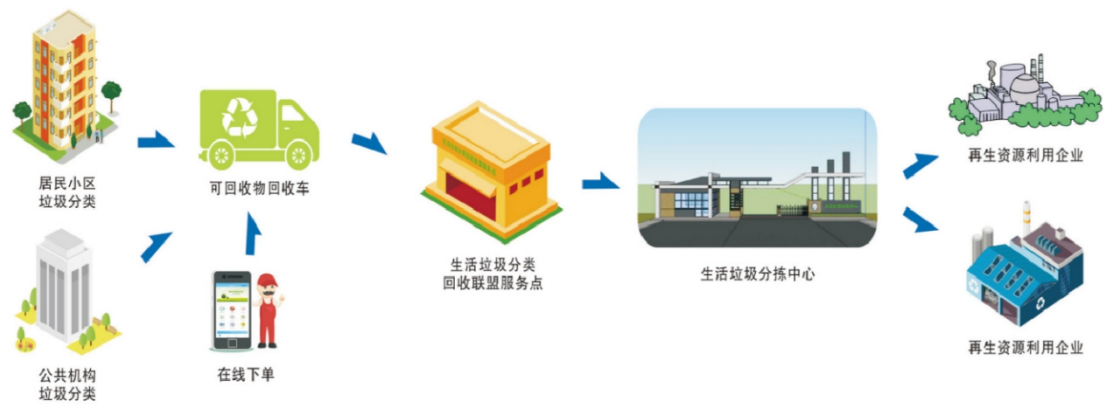 居民小区
垃圾分类
可回收物回收车
公共机构
垃圾分类
在线下单
生活垃圾分类
回收联盟服务点
生活垃圾分拣中心
再生资源利用企业
再生资源利用企业